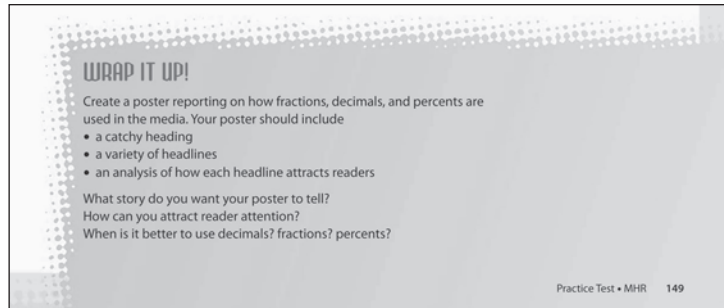 WRAP IT UP!
Create a poster reporting on how fractions, decimals, and percents are
used in the media. Your poster should include
• a catchy heading
• a variety of headlines
• an analysis of how each headline attracts readers
What story do you want your poster to tell?
How can you attract reader attention?
When is it better to use decimals? fractions? percents?
Practice Test • MHR 149